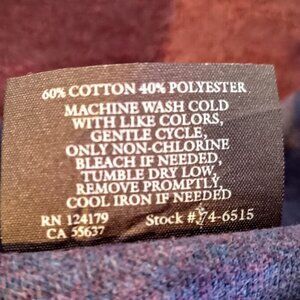 60% COTTON 40% POLYESTER
MACHINE WASH COLD
WITH LIKE COLORS,
GENTLE CYCLE,
ONLY NON-CHLORINE
BLEACH IF NEEDED,
TUMBLE DRY LOW,
REMOVE PROMPTLY,
COOL IRON IF NEEDED
RN 124179 Stock #74-6515
CA 55637